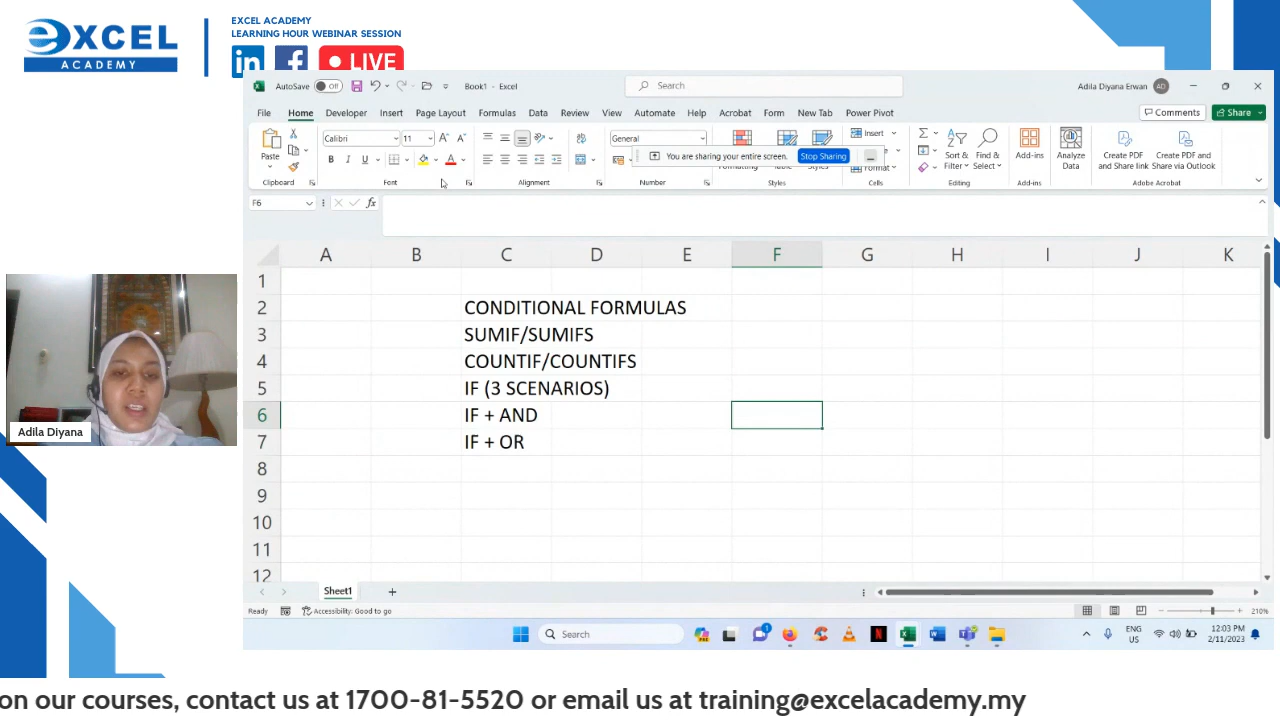 EXCEL
ACADEMY
EXCEL ACADEMY
LEARNING HOUR WEBINAR SESSION
in
LIVE
AutoSave Off
Book1 - Excel
Search
Adila Diyana Erwan AD
File Home Developer Insert Page Layout Formulas Data Review View Automate Help Acrobat Form New Tab Power Pivot
Comments Share
Paste
Calibri 11
B I U
General
You are sharing your entire screen. Stop Sharing
Insert
Format
Sort & Filter
Find & Select
Add-ins
Analyze Data
Create PDF and Share link
Create PDF and Share via Outlook
Clipboard Font Alignment Number Styles Cells Editing Add-ins Adobe Acrobat
F6 fx
A B C D E F G H I J K
1
2 CONDITIONAL FORMULAS
3 SUMIF/SUMIFS
4 COUNTIF/COUNTIFS
5 IF (3 SCENARIOS)
6 IF + AND
7 IF + OR
8
9
10
11
12
Adila Diyana
Sheet1
Ready Accessibility: Good to go 210%
Search
ENG
US
12:03 PM
2/11/2023
on our courses, contact us at 1700-81-5520 or email us at training@excelacademy.my